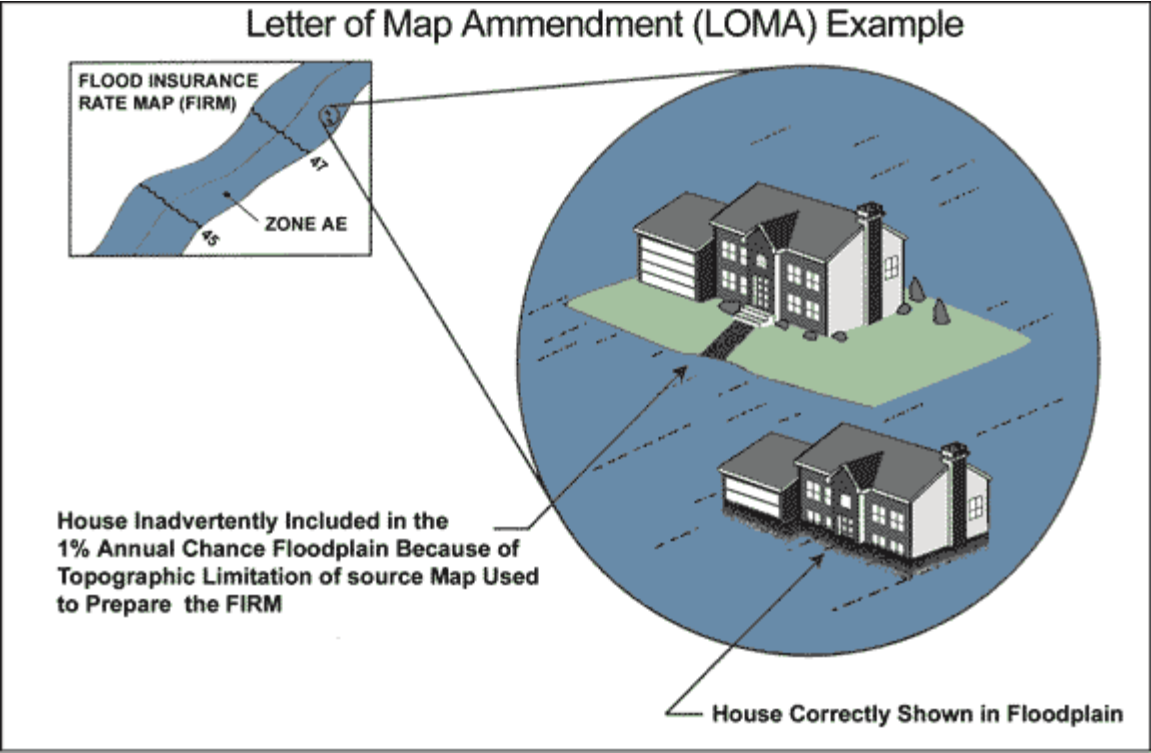 Letter of Map Ammendment (LOMA) Example
FLOOD INSURANCE
RATE MAP (FIRM)
47
45
ZONE AE
House Inadvertently Included in the
1% Annual Chance Floodplain Because of
Topographic Limitation of source Map Used
to Prepare the FIRM
House Correctly Shown in Floodplain